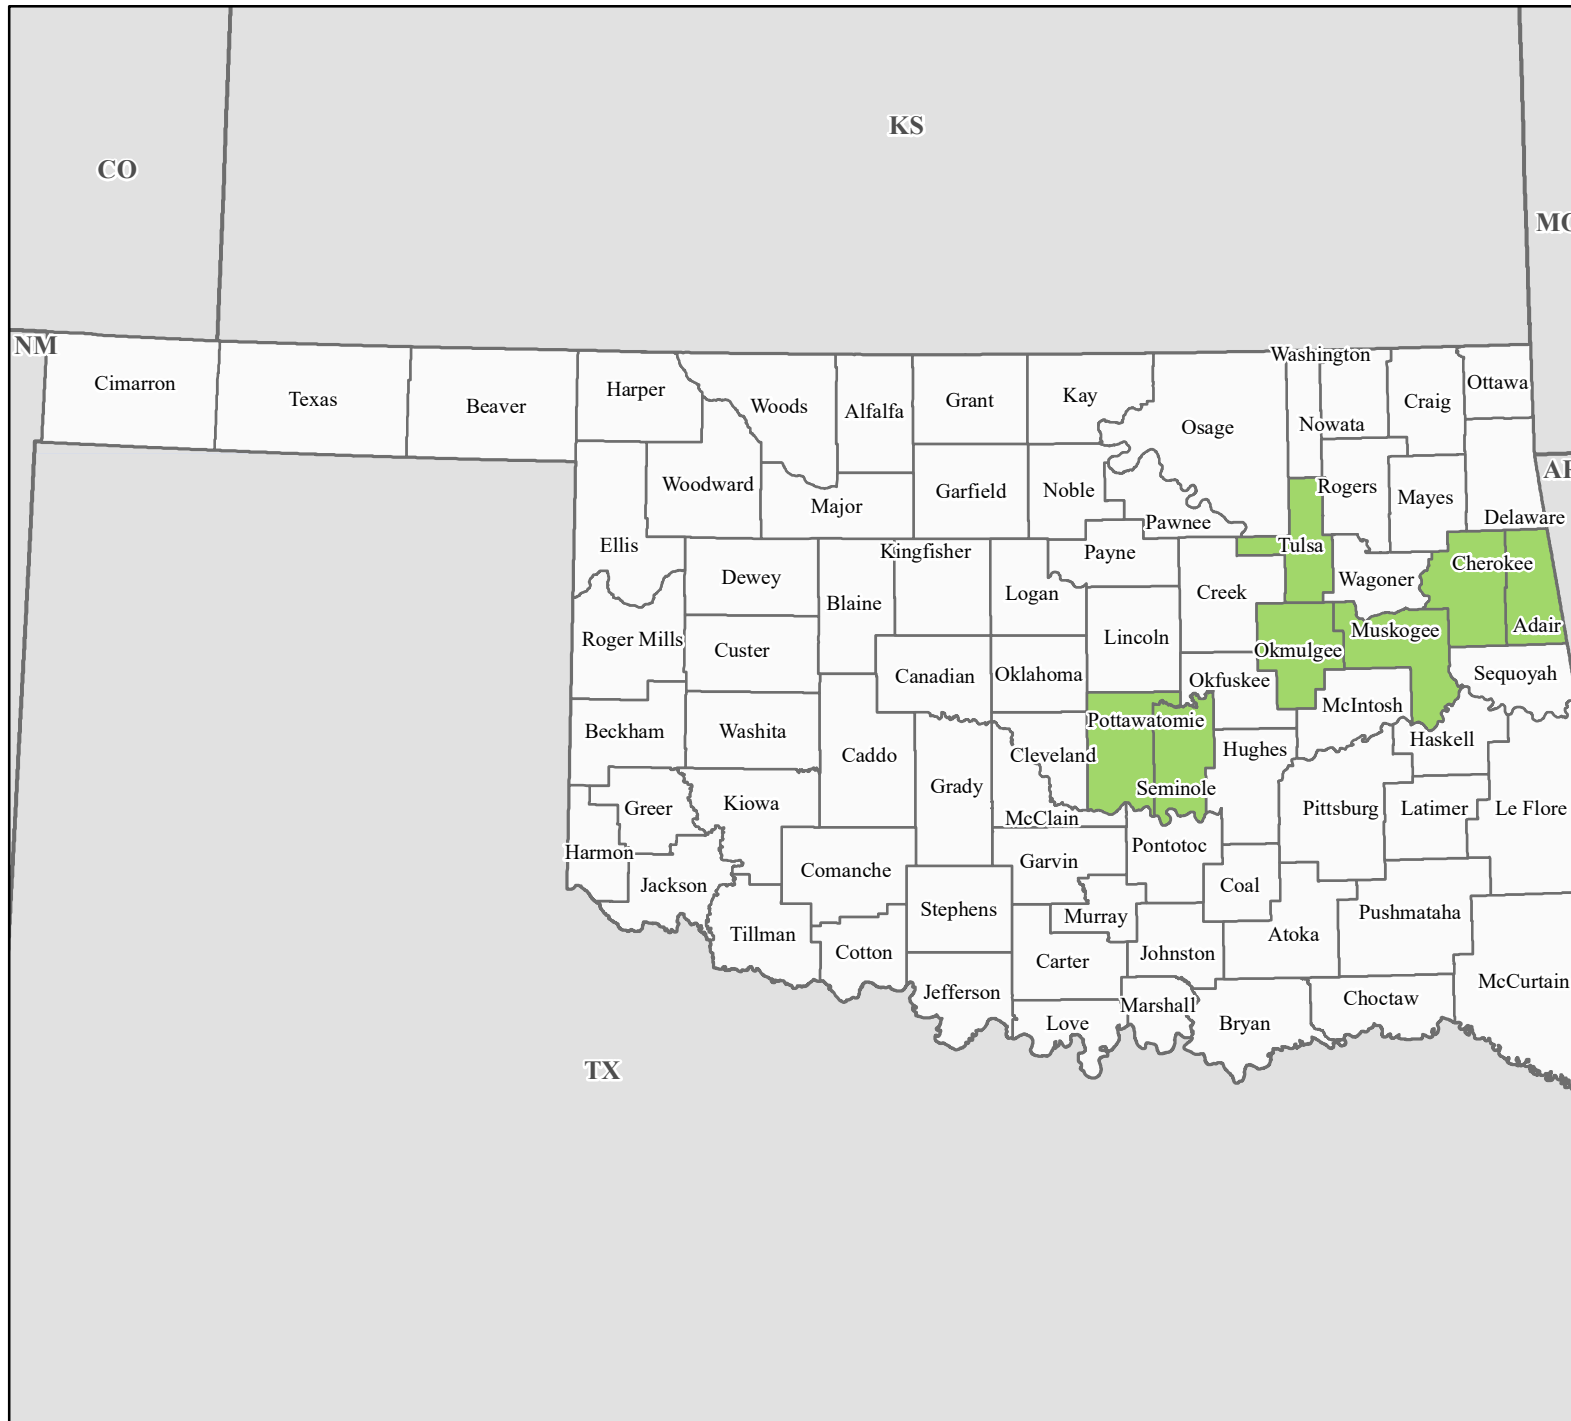 KS
CO
MO
NM
Washington
Cimarron
Texas
Beaver
Harper
Woods
Alfalfa
Grant
Kay
Osage
Nowata
Craig
Ottawa
Woodward
Major
Garfield
Noble
Pawnee
Rogers
Mayes
Delaware
AR
Ellis
Dewey
Blaine
Kingfisher
Logan
Payne
Creek
Tulsa
Wagoner
Cherokee
Adair
Roger Mills
Custer
Canadian
Oklahoma
Lincoln
Okfuskee
Okmulgee
Muskogee
Sequoyah
Beckham
Washita
Caddo
Grady
Cleveland
Pottawatomie
Seminole
Hughes
McIntosh
Haskell
Greer
Kiowa
McClain
Pontotoc
Pittsburg
Latimer
Le Flore
Harmon
Jackson
Comanche
Garvin
Coal
Stephens
Murray
Pushmataha
Tillman
Cotton
Carter
Johnston
Atoka
McCurtain
Jefferson
Love
Marshall
Bryan
Choctaw
TX